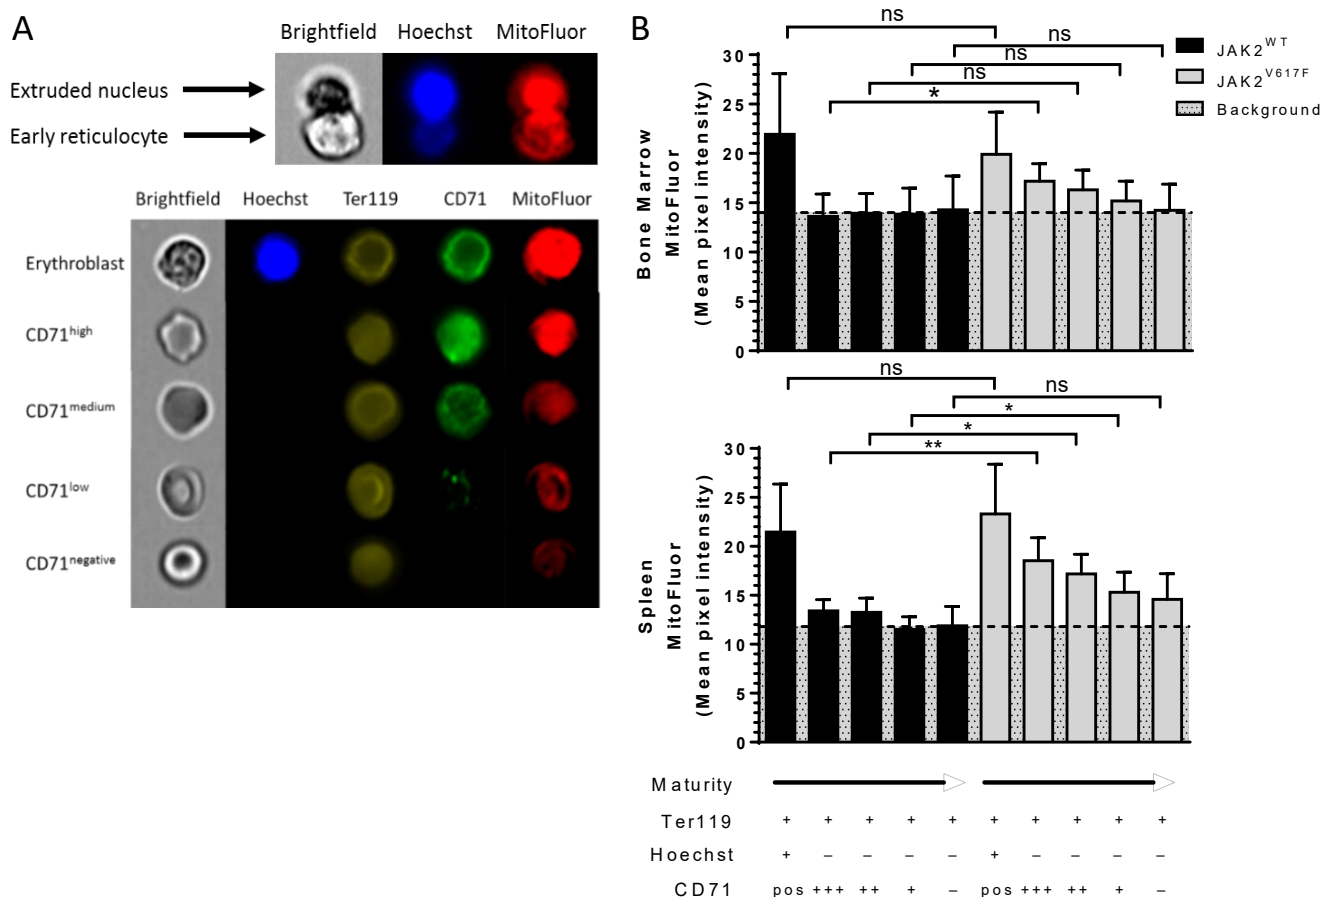 A
Brightfield Hoechst MitoFluor
Extruded nucleus
Early reticulocyte
Brightfield Hoechst Ter119 CD71 MitoFluor
Erythroblast
CD71high
CD71medium
CD71low
CD71negative
B
ns
ns
ns
ns
*
JAK2WT
JAK2V617F
Background
Bone Marrow
MitoFluor
(Mean pixel intensity)
30
25
20
15
10
5
0
ns
ns
*
*
**
Spleen
MitoFluor
(Mean pixel intensity)
30
25
20
15
10
5
0
Maturity
Ter119 + + + + + + + + + +
Hoechst + – – – – + – – – –
CD71 pos +++ ++ + – pos +++ ++ + –